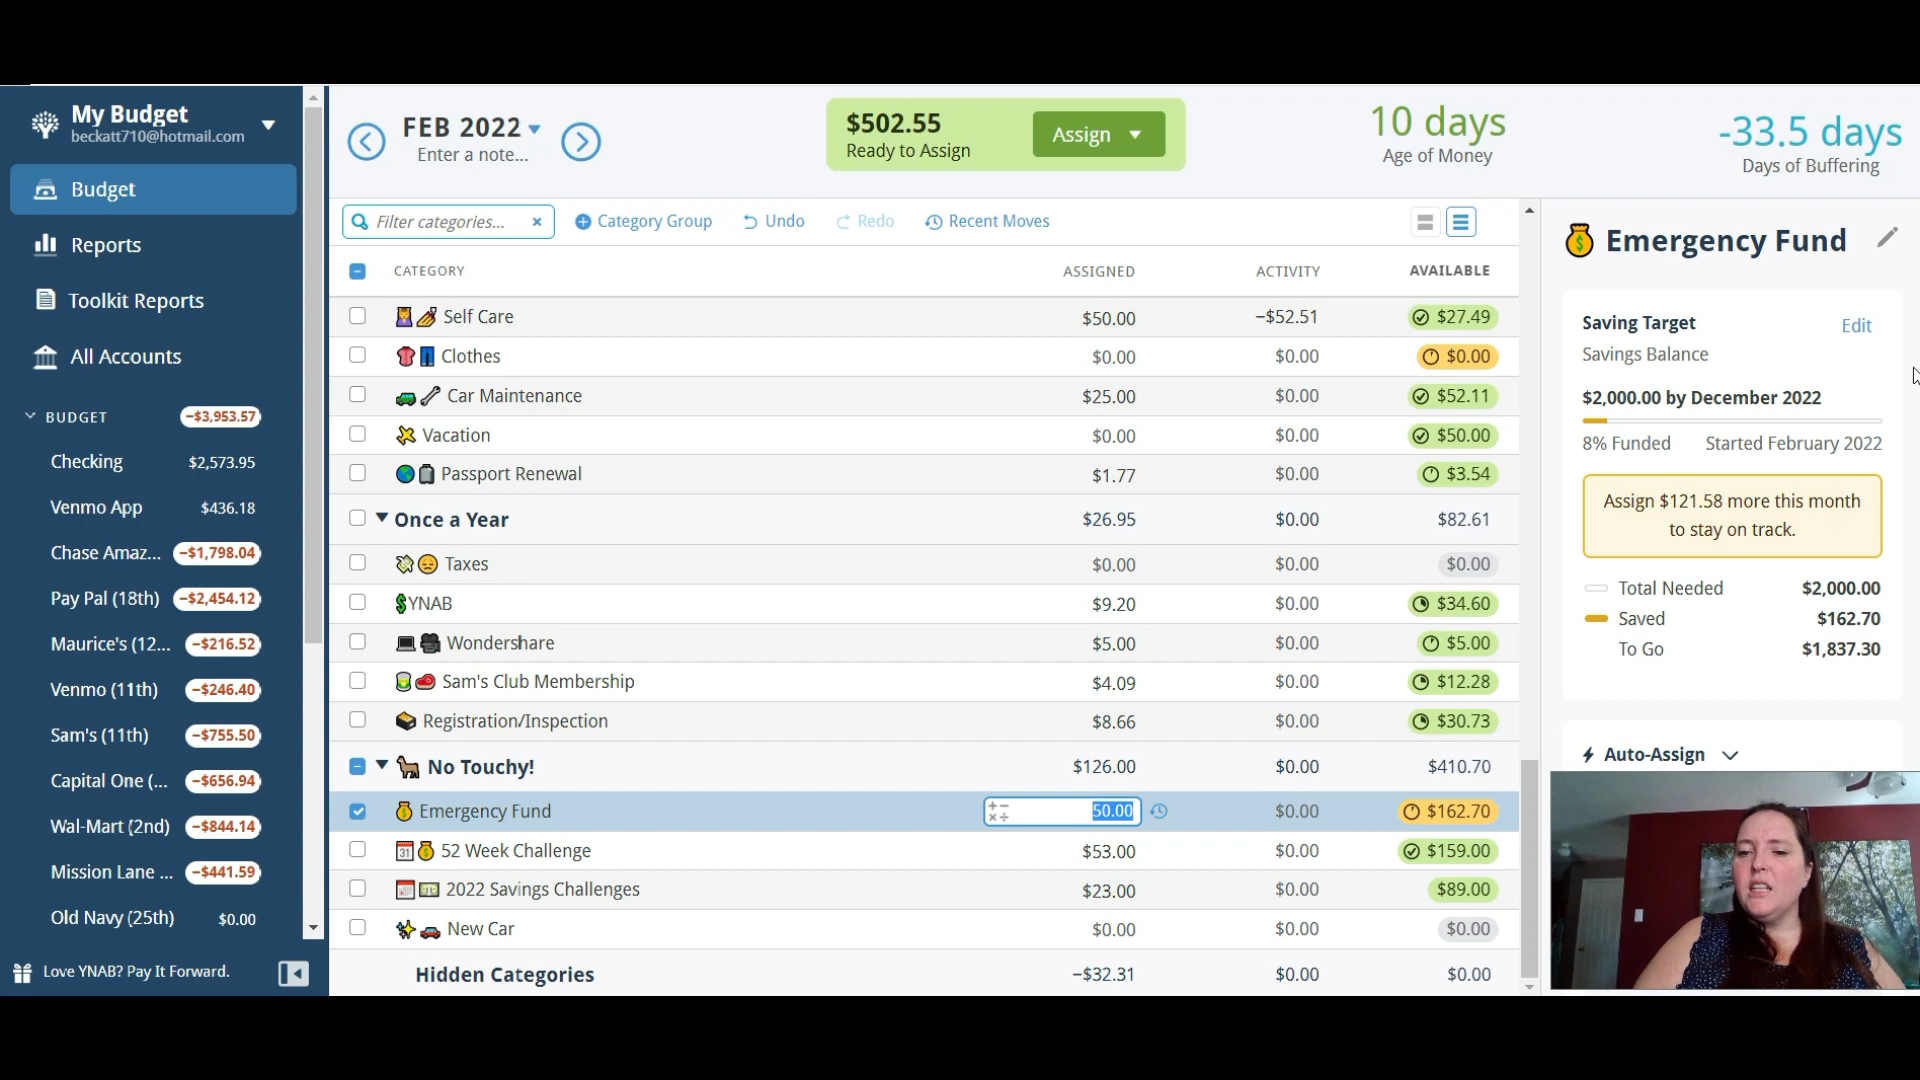 My Budget
beckatt710@hotmail.com
Budget
Reports
Toolkit Reports
All Accounts
BUDGET −$3,953.57
Checking $2,573.95
Venmo App $436.18
Chase Amaz... −$1,798.04
Pay Pal (18th) −$2,454.12
Maurice's (12... −$216.52
Venmo (11th) −$246.40
Sam's (11th) −$755.50
Capital One (... −$656.94
Wal-Mart (2nd) −$844.14
Mission Lane ... −$441.59
Old Navy (25th) $0.00
Love YNAB? Pay It Forward.
FEB 2022
Enter a note...
$502.55
Ready to Assign
Assign
10 days
Age of Money
-33.5 days
Days of Buffering
Filter categories...
Category Group
Undo
Redo
Recent Moves
CATEGORY ASSIGNED ACTIVITY AVAILABLE
Self Care $50.00 −$52.51 $27.49
Clothes $0.00 $0.00 $0.00
Car Maintenance $25.00 $0.00 $52.11
Vacation $0.00 $0.00 $50.00
Passport Renewal $1.77 $0.00 $3.54
Once a Year $26.95 $0.00 $82.61
Taxes $0.00 $0.00 $0.00
$YNAB $9.20 $0.00 $34.60
Wondershare $5.00 $0.00 $5.00
Sam's Club Membership $4.09 $0.00 $12.28
Registration/Inspection $8.66 $0.00 $30.73
No Touchy! $126.00 $0.00 $410.70
Emergency Fund 50.00 $0.00 $162.70
52 Week Challenge $53.00 $0.00 $159.00
2022 Savings Challenges $23.00 $0.00 $89.00
New Car $0.00 $0.00 $0.00
Hidden Categories −$32.31 $0.00 $0.00
Emergency Fund
Saving Target Edit
Savings Balance
$2,000.00 by December 2022
8% Funded Started February 2022
Assign $121.58 more this month
to stay on track.
Total Needed $2,000.00
Saved $162.70
To Go $1,837.30
Auto-Assign